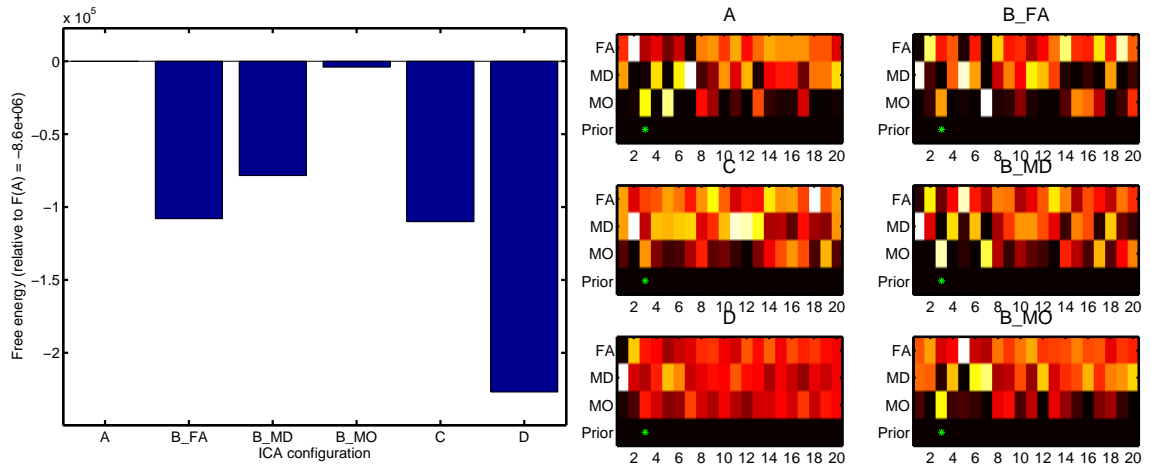 x 10⁵
0
−0.5
−1
−1.5
−2
Free energy (relative to F(A) = −8.6e+06)
A B_FA B_MD B_MO C D
ICA configuration
A
FA
MD
MO
Prior
2 4 6 8 10 12 14 16 18 20
B_FA
FA
MD
MO
Prior
2 4 6 8 10 12 14 16 18 20
C
FA
MD
MO
Prior
2 4 6 8 10 12 14 16 18 20
B_MD
FA
MD
MO
Prior
2 4 6 8 10 12 14 16 18 20
D
FA
MD
MO
Prior
2 4 6 8 10 12 14 16 18 20
B_MO
FA
MD
MO
Prior
2 4 6 8 10 12 14 16 18 20